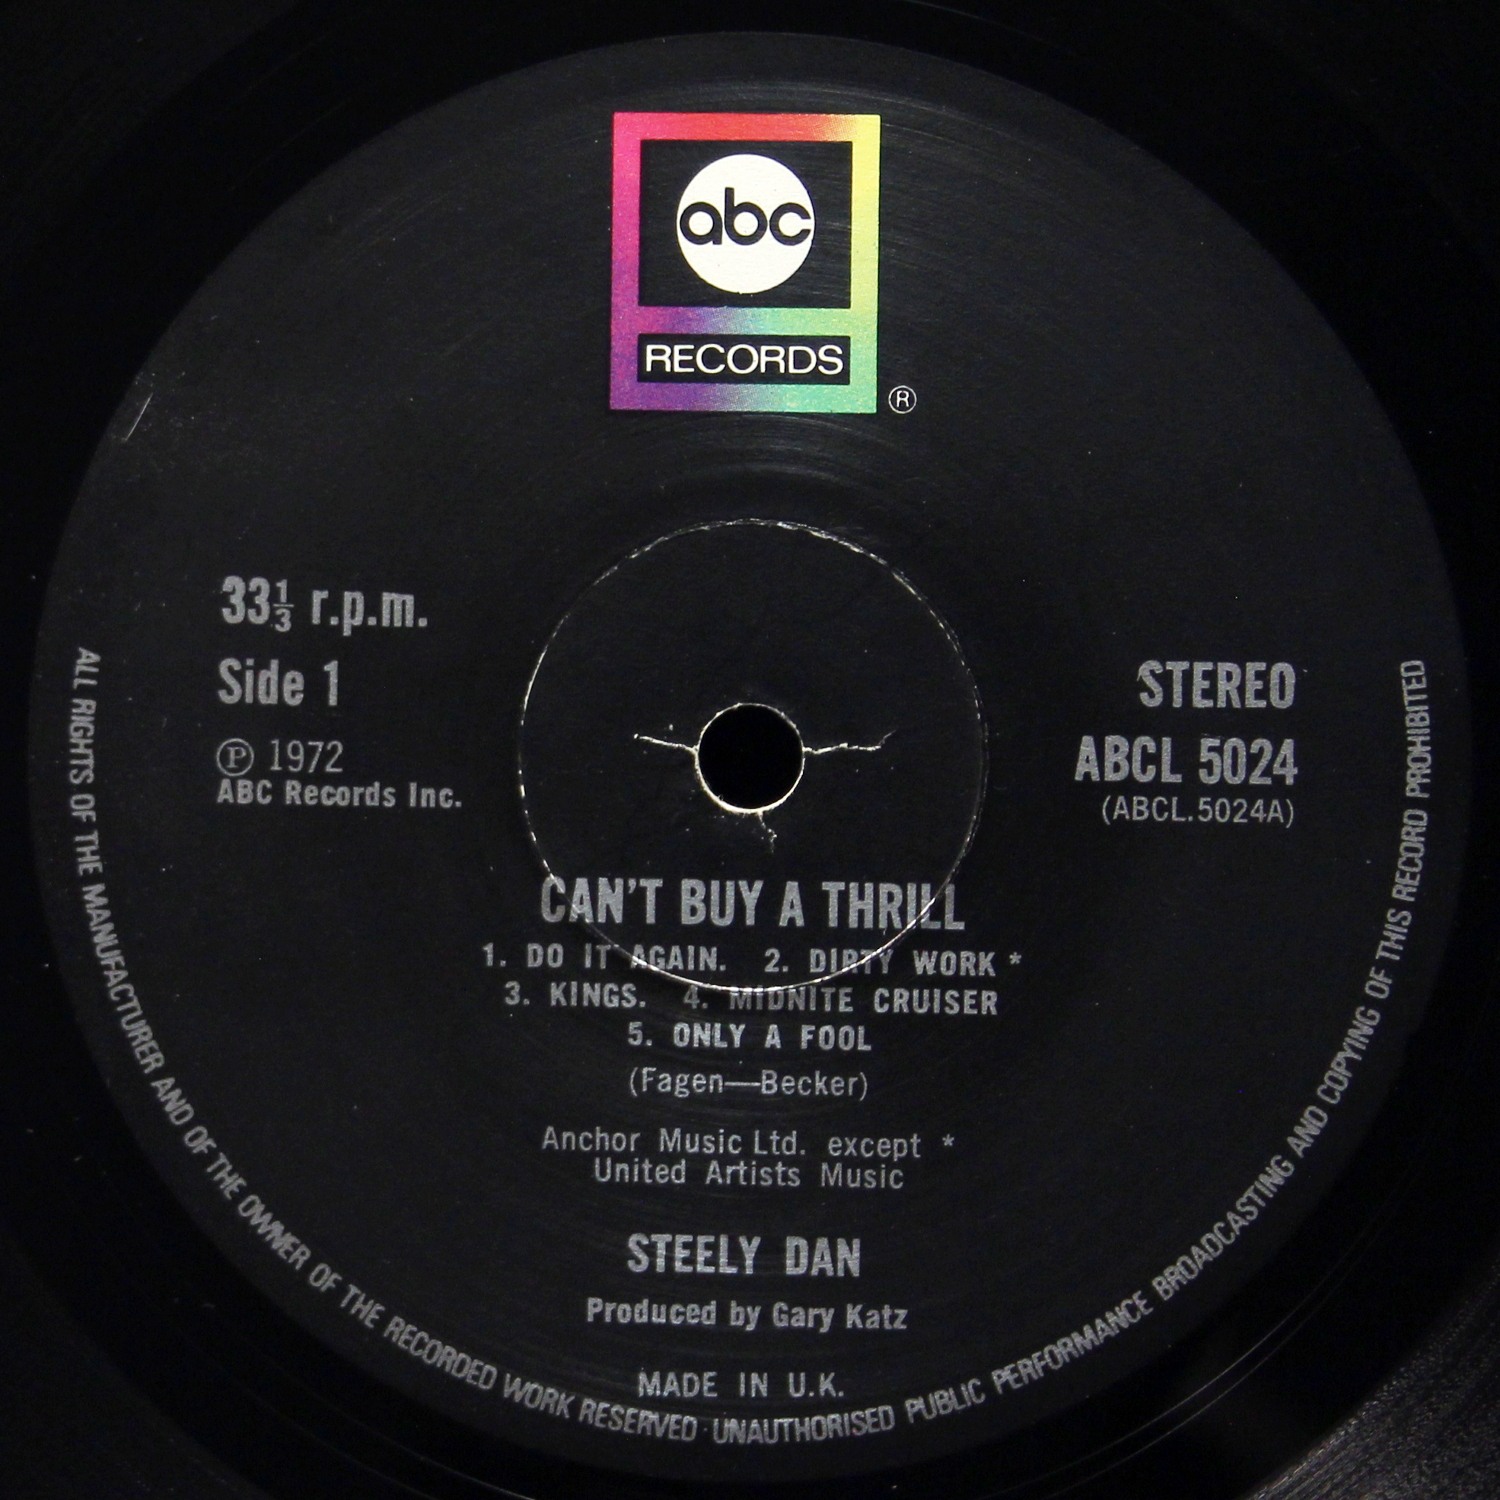 abc
RECORDS
®
33⅓ r.p.m.
Side 1
℗ 1972
ABC Records Inc.
STEREO
ABCL 5024
(ABCL.5024A)
CAN'T BUY A THRILL
1. DO IT AGAIN. 2. DIRTY WORK *
3. KINGS. 4. MIDNITE CRUISER
5. ONLY A FOOL
(Fagen—Becker)
Anchor Music Ltd. except *
United Artists Music
STEELY DAN
Produced by Gary Katz
MADE IN U.K.
ALL RIGHTS OF THE MANUFACTURER AND OF THE OWNER OF THE RECORDED WORK RESERVED · UNAUTHORISED PUBLIC PERFORMANCE BROADCASTING AND COPYING OF THIS RECORD PROHIBITED